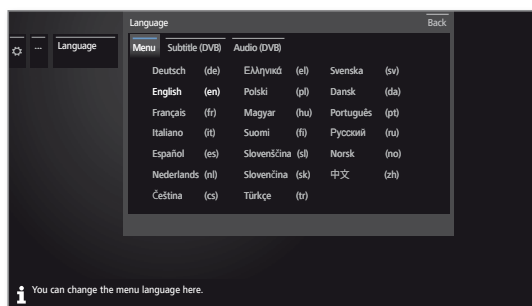 Language Back
... Language
Menu Subtitle (DVB) Audio (DVB)
Deutsch (de) Ελληνικά (el) Svenska (sv)
English (en) Polski (pl) Dansk (da)
Français (fr) Magyar (hu) Português (pt)
Italiano (it) Suomi (fi) Русский (ru)
Español (es) Slovenščina (sl) Norsk (no)
Nederlands (nl) Slovenčina (sk) 中文 (zh)
Čeština (cs) Türkçe (tr)
i You can change the menu language here.